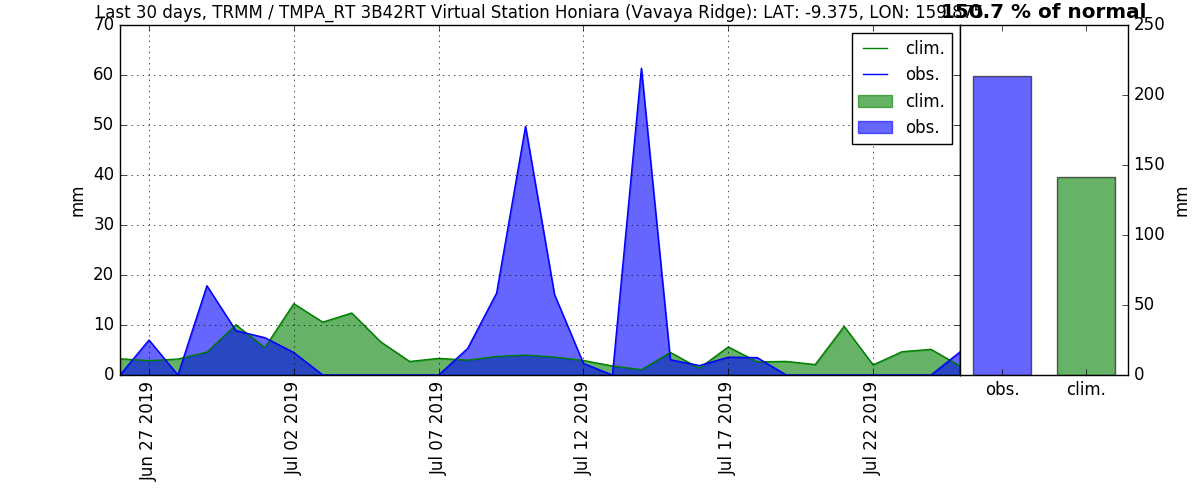 Last 30 days, TRMM / TMPA_RT 3B42RT Virtual Station Honiara (Vavaya Ridge): LAT: -9.375, LON:
150.7 % of normal
70
60
50
40
30
20
10
0
mm
clim.
obs.
clim.
obs.
250
200
150
100
50
0
mm
obs.
clim.
Jun 27 2019
Jul 02 2019
Jul 07 2019
Jul 12 2019
Jul 17 2019
Jul 22 2019